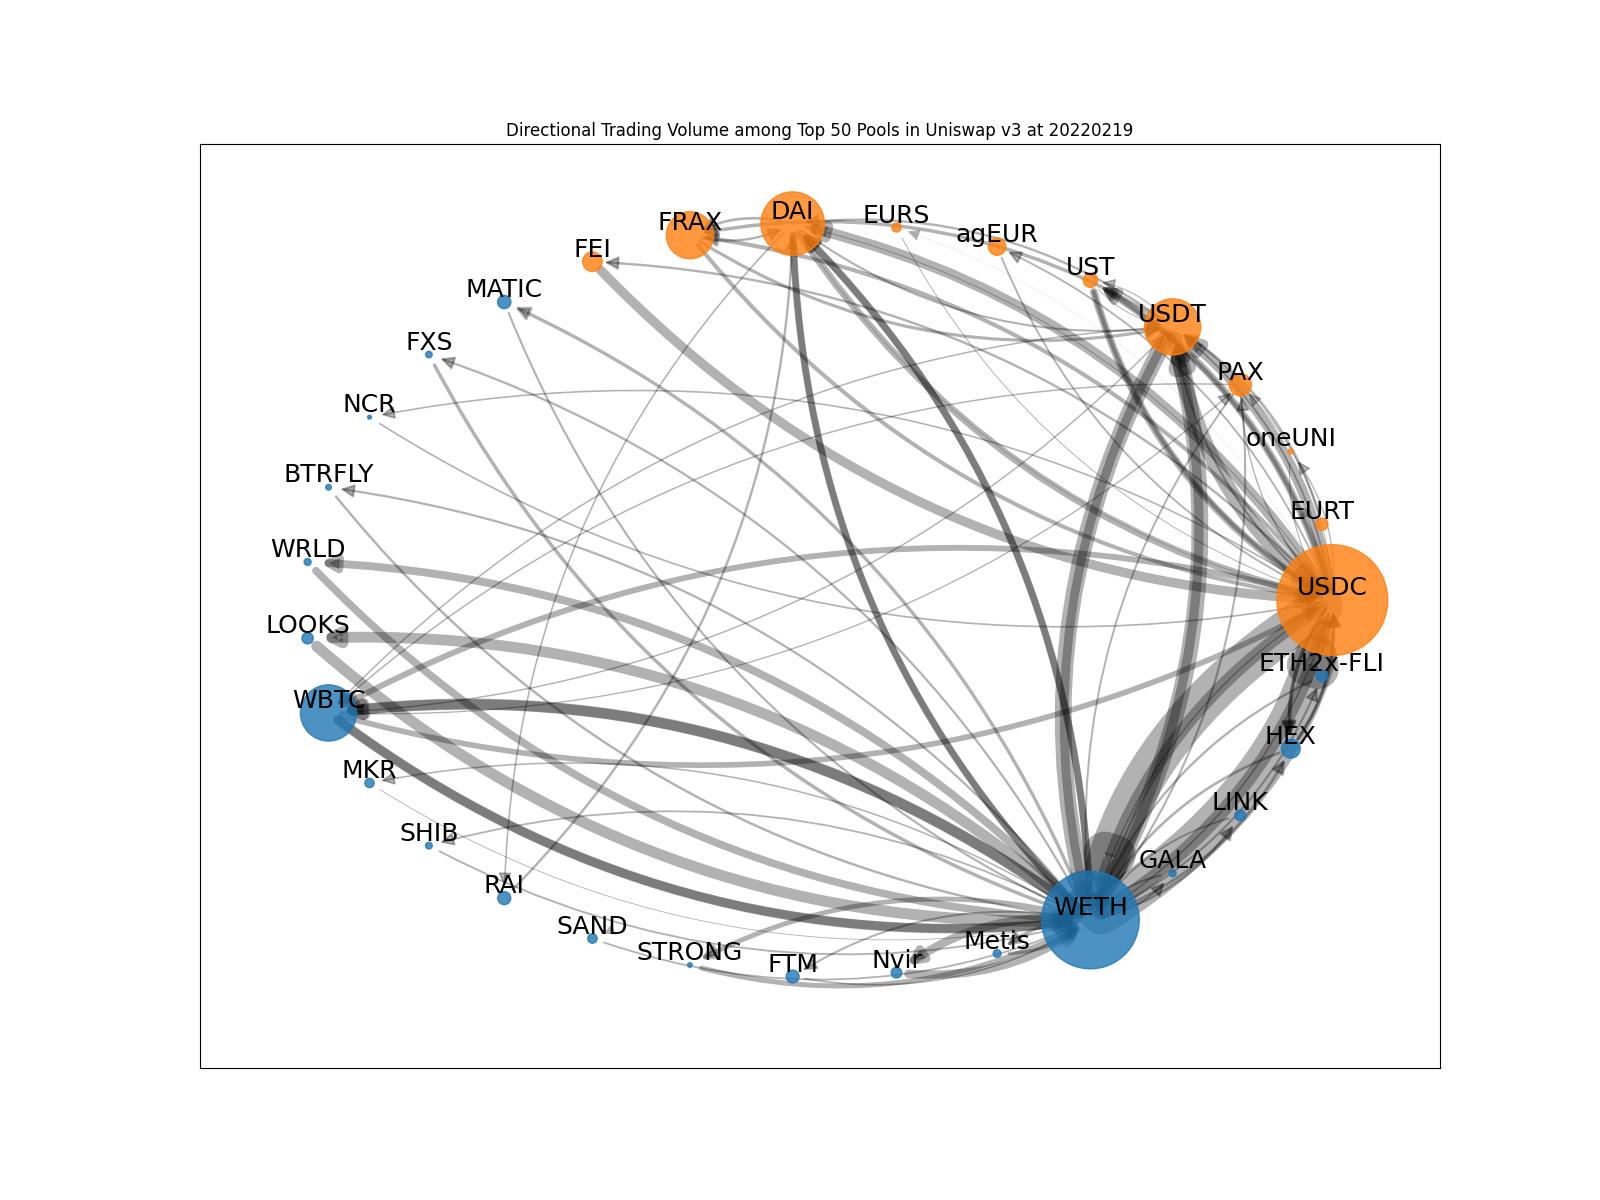 Directional Trading Volume among Top 50 Pools in Uniswap v3 at 20220219
DAI
EURS
FRAX
agEUR
FEI
UST
MATIC
USDT
FXS
PAX
NCR
oneUNI
BTRFLY
EURT
WRLD
USDC
LOOKS
ETH2x-FLI
WBTC
HEX
MKR
LINK
SHIB
GALA
RAI
WETH
SAND
Metis
STRONG
Nvir
FTM